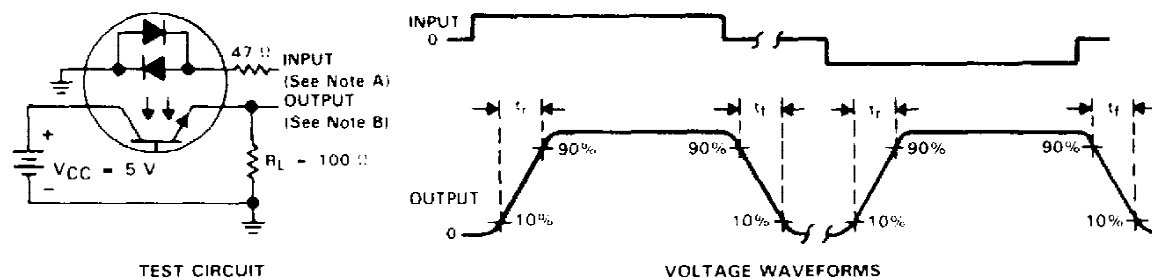 47 Ω
INPUT
(See Note A)
OUTPUT
(See Note B)
+
VCC = 5 V
−
RL = 100 Ω
TEST CIRCUIT
INPUT
0
tr
tf
tr
tf
90%
90%
90%
90%
OUTPUT
0
10%
10%
10%
10%
VOLTAGE WAVEFORMS